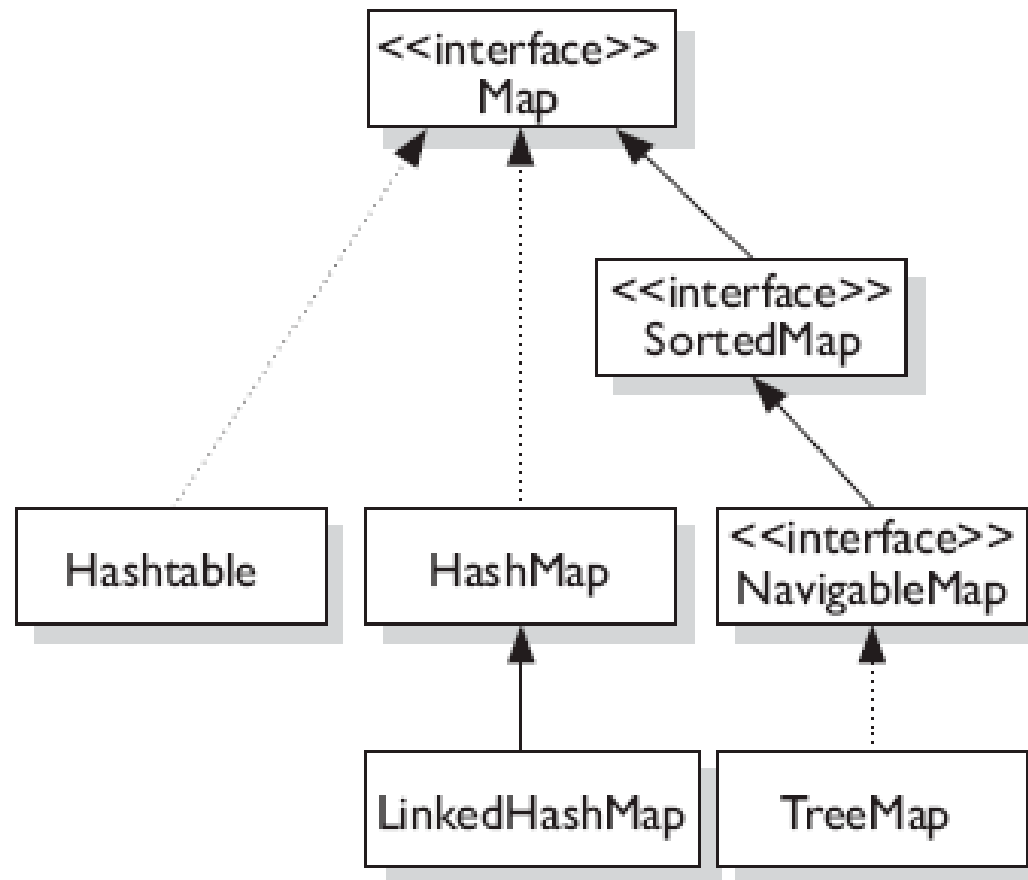 <<interface>>
Map
<<interface>>
SortedMap
Hashtable
HashMap
<<interface>>
NavigableMap
LinkedHashMap
TreeMap